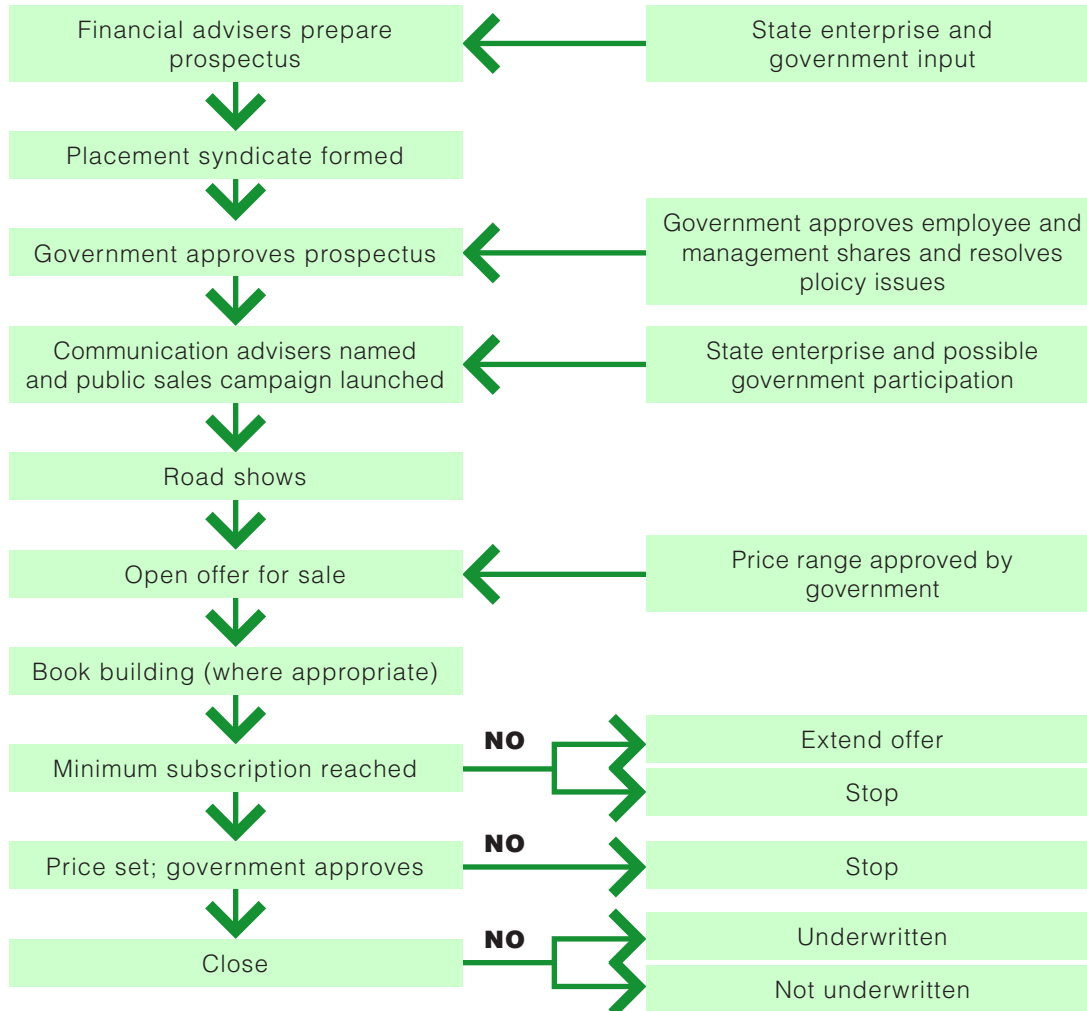 Financial advisers prepare
prospectus
State enterprise and
government input
Placement syndicate formed
Government approves prospectus
Government approves employee and
management shares and resolves
ploicy issues
Communication advisers named
and public sales campaign launched
State enterprise and possible
government participation
Road shows
Open offer for sale
Price range approved by
government
Book building (where appropriate)
Minimum subscription reached
NO
Extend offer
Stop
Price set; government approves
NO
Stop
Close
NO
Underwritten
Not underwritten